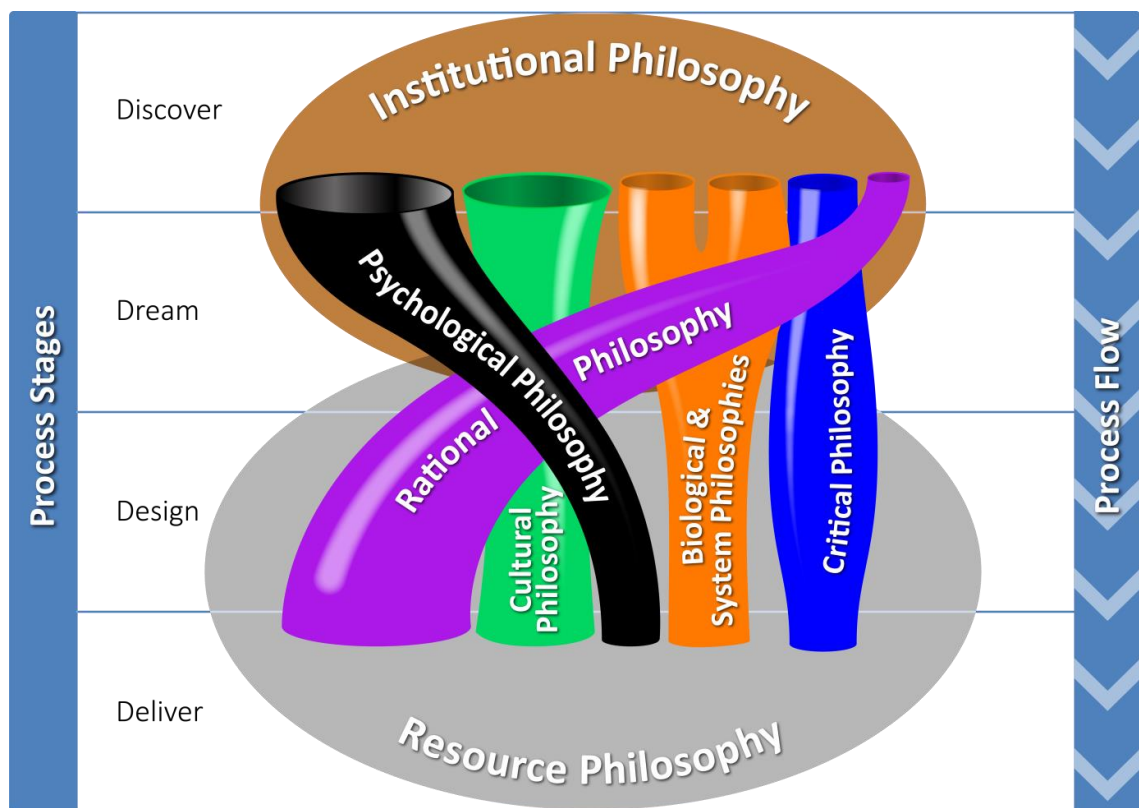 Process Stages
Discover
Dream
Design
Deliver
Institutional Philosophy
Psychological Philosophy
Rational Philosophy
Cultural
Philosophy
Biological &
System Philosophies
Critical Philosophy
Resource Philosophy
Process Flow